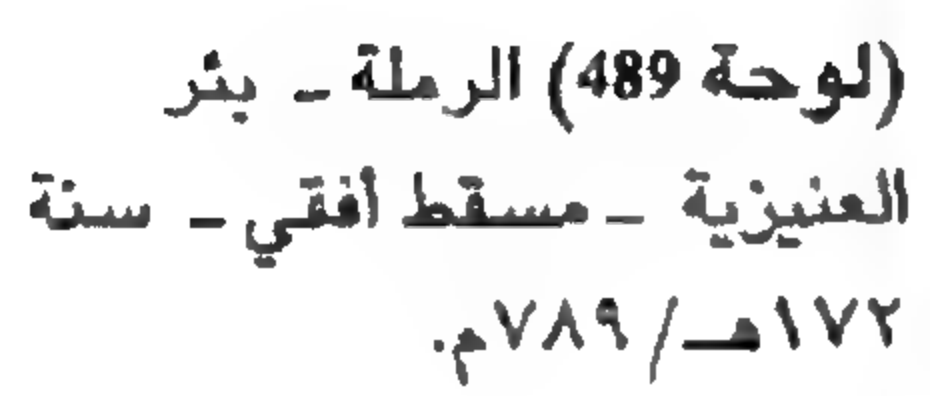 (لوحة 489) الرملة - بئر
العنيزية - مسقط أفقي - سنة
١٧٢هـ/٧٨٩م.